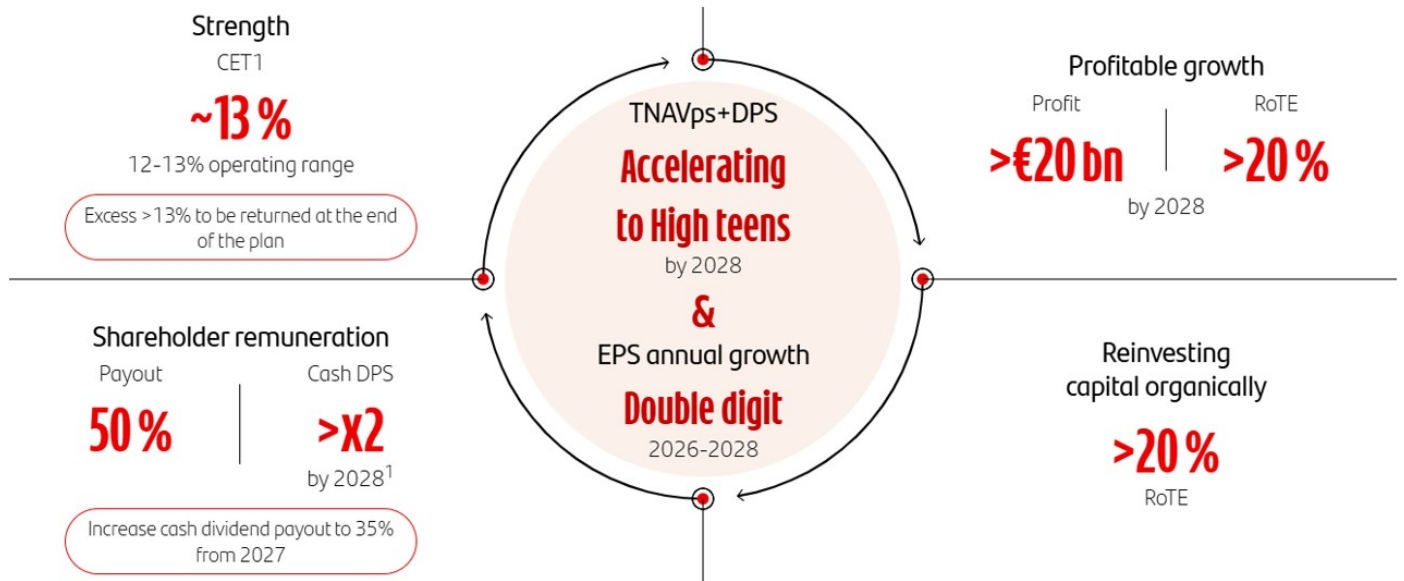 Strength
CET1
~13 %
12-13% operating range
Excess >13% to be returned at the end
of the plan
TNAVps+DPS
Accelerating
to High teens
by 2028
&
EPS annual growth
Double digit
2026-2028
Profitable growth
Profit
RoTE
>€20 bn
>20 %
by 2028
Shareholder remuneration
Payout
Cash DPS
50 %
>x2
by 2028¹
Increase cash dividend payout to 35%
from 2027
Reinvesting
capital organically
>20 %
RoTE